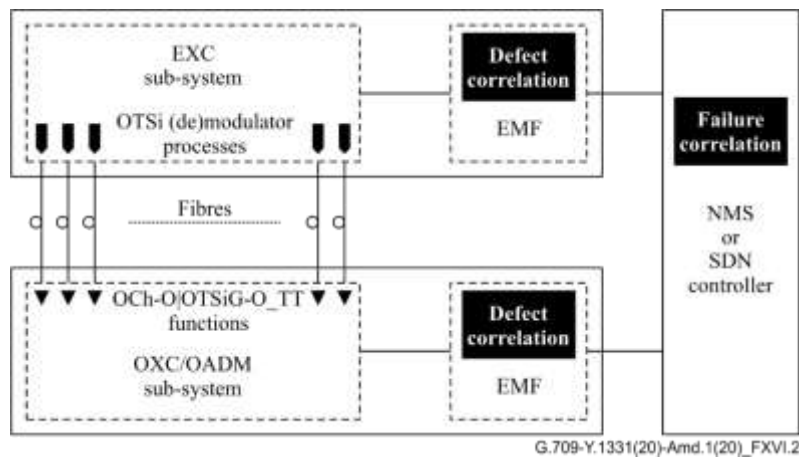 EXC
sub-system
OTSi (de)modulator
processes
Defect
correlation
EMF
Failure
correlation
NMS
or
SDN
controller
Fibres
OCh-O|OTSiG-O_TT
functions
OXC/OADM
sub-system
Defect
correlation
EMF
G.709-Y.1331(20)-Amd.1(20)_FXVI.2